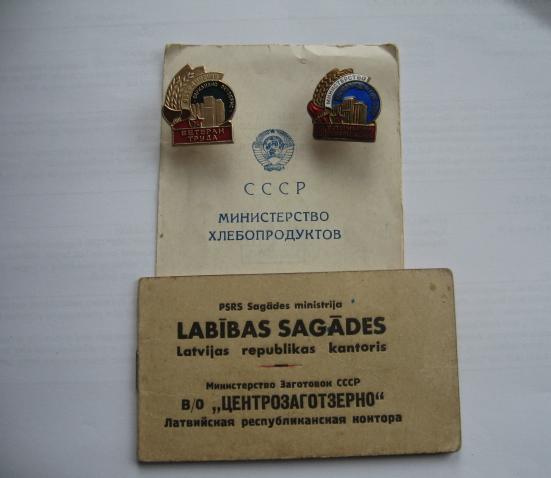 ВЕТЕРАН
ТРУДА
МИНИСТЕРСТВО
СССР
МИНИСТЕРСТВО
ХЛЕБОПРОДУКТОВ
PSRS Sagādes ministrija
LABĪBAS SAGĀDES
Latvijas republikas kantoris
Министерство Заготовок СССР
В/О „ЦЕНТРОЗАГОТЗЕРНО"
Латвийская республиканская контора